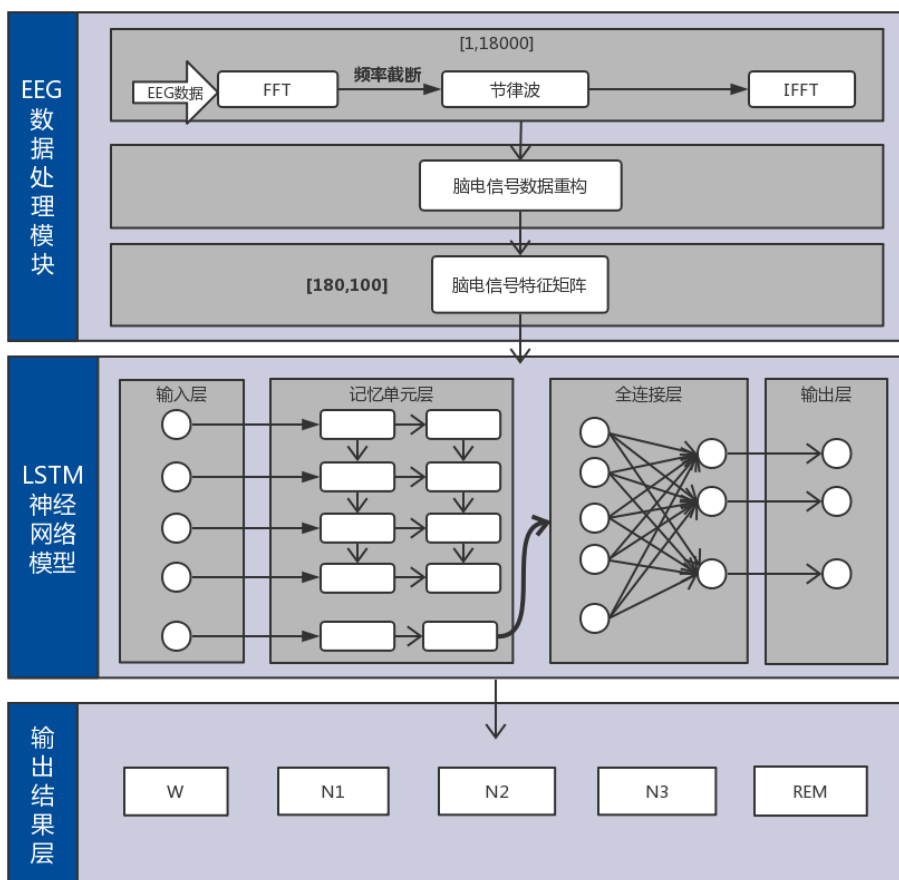 EEG
数
据
处
理
模
块
[1,18000]
EEG数据
FFT
频率截断
节律波
IFFT
脑电信号数据重构
[180,100]
脑电信号特征矩阵
LSTM
神经
网络
模型
输入层
记忆单元层
全连接层
输出层
输
出
结
果
层
W
N1
N2
N3
REM